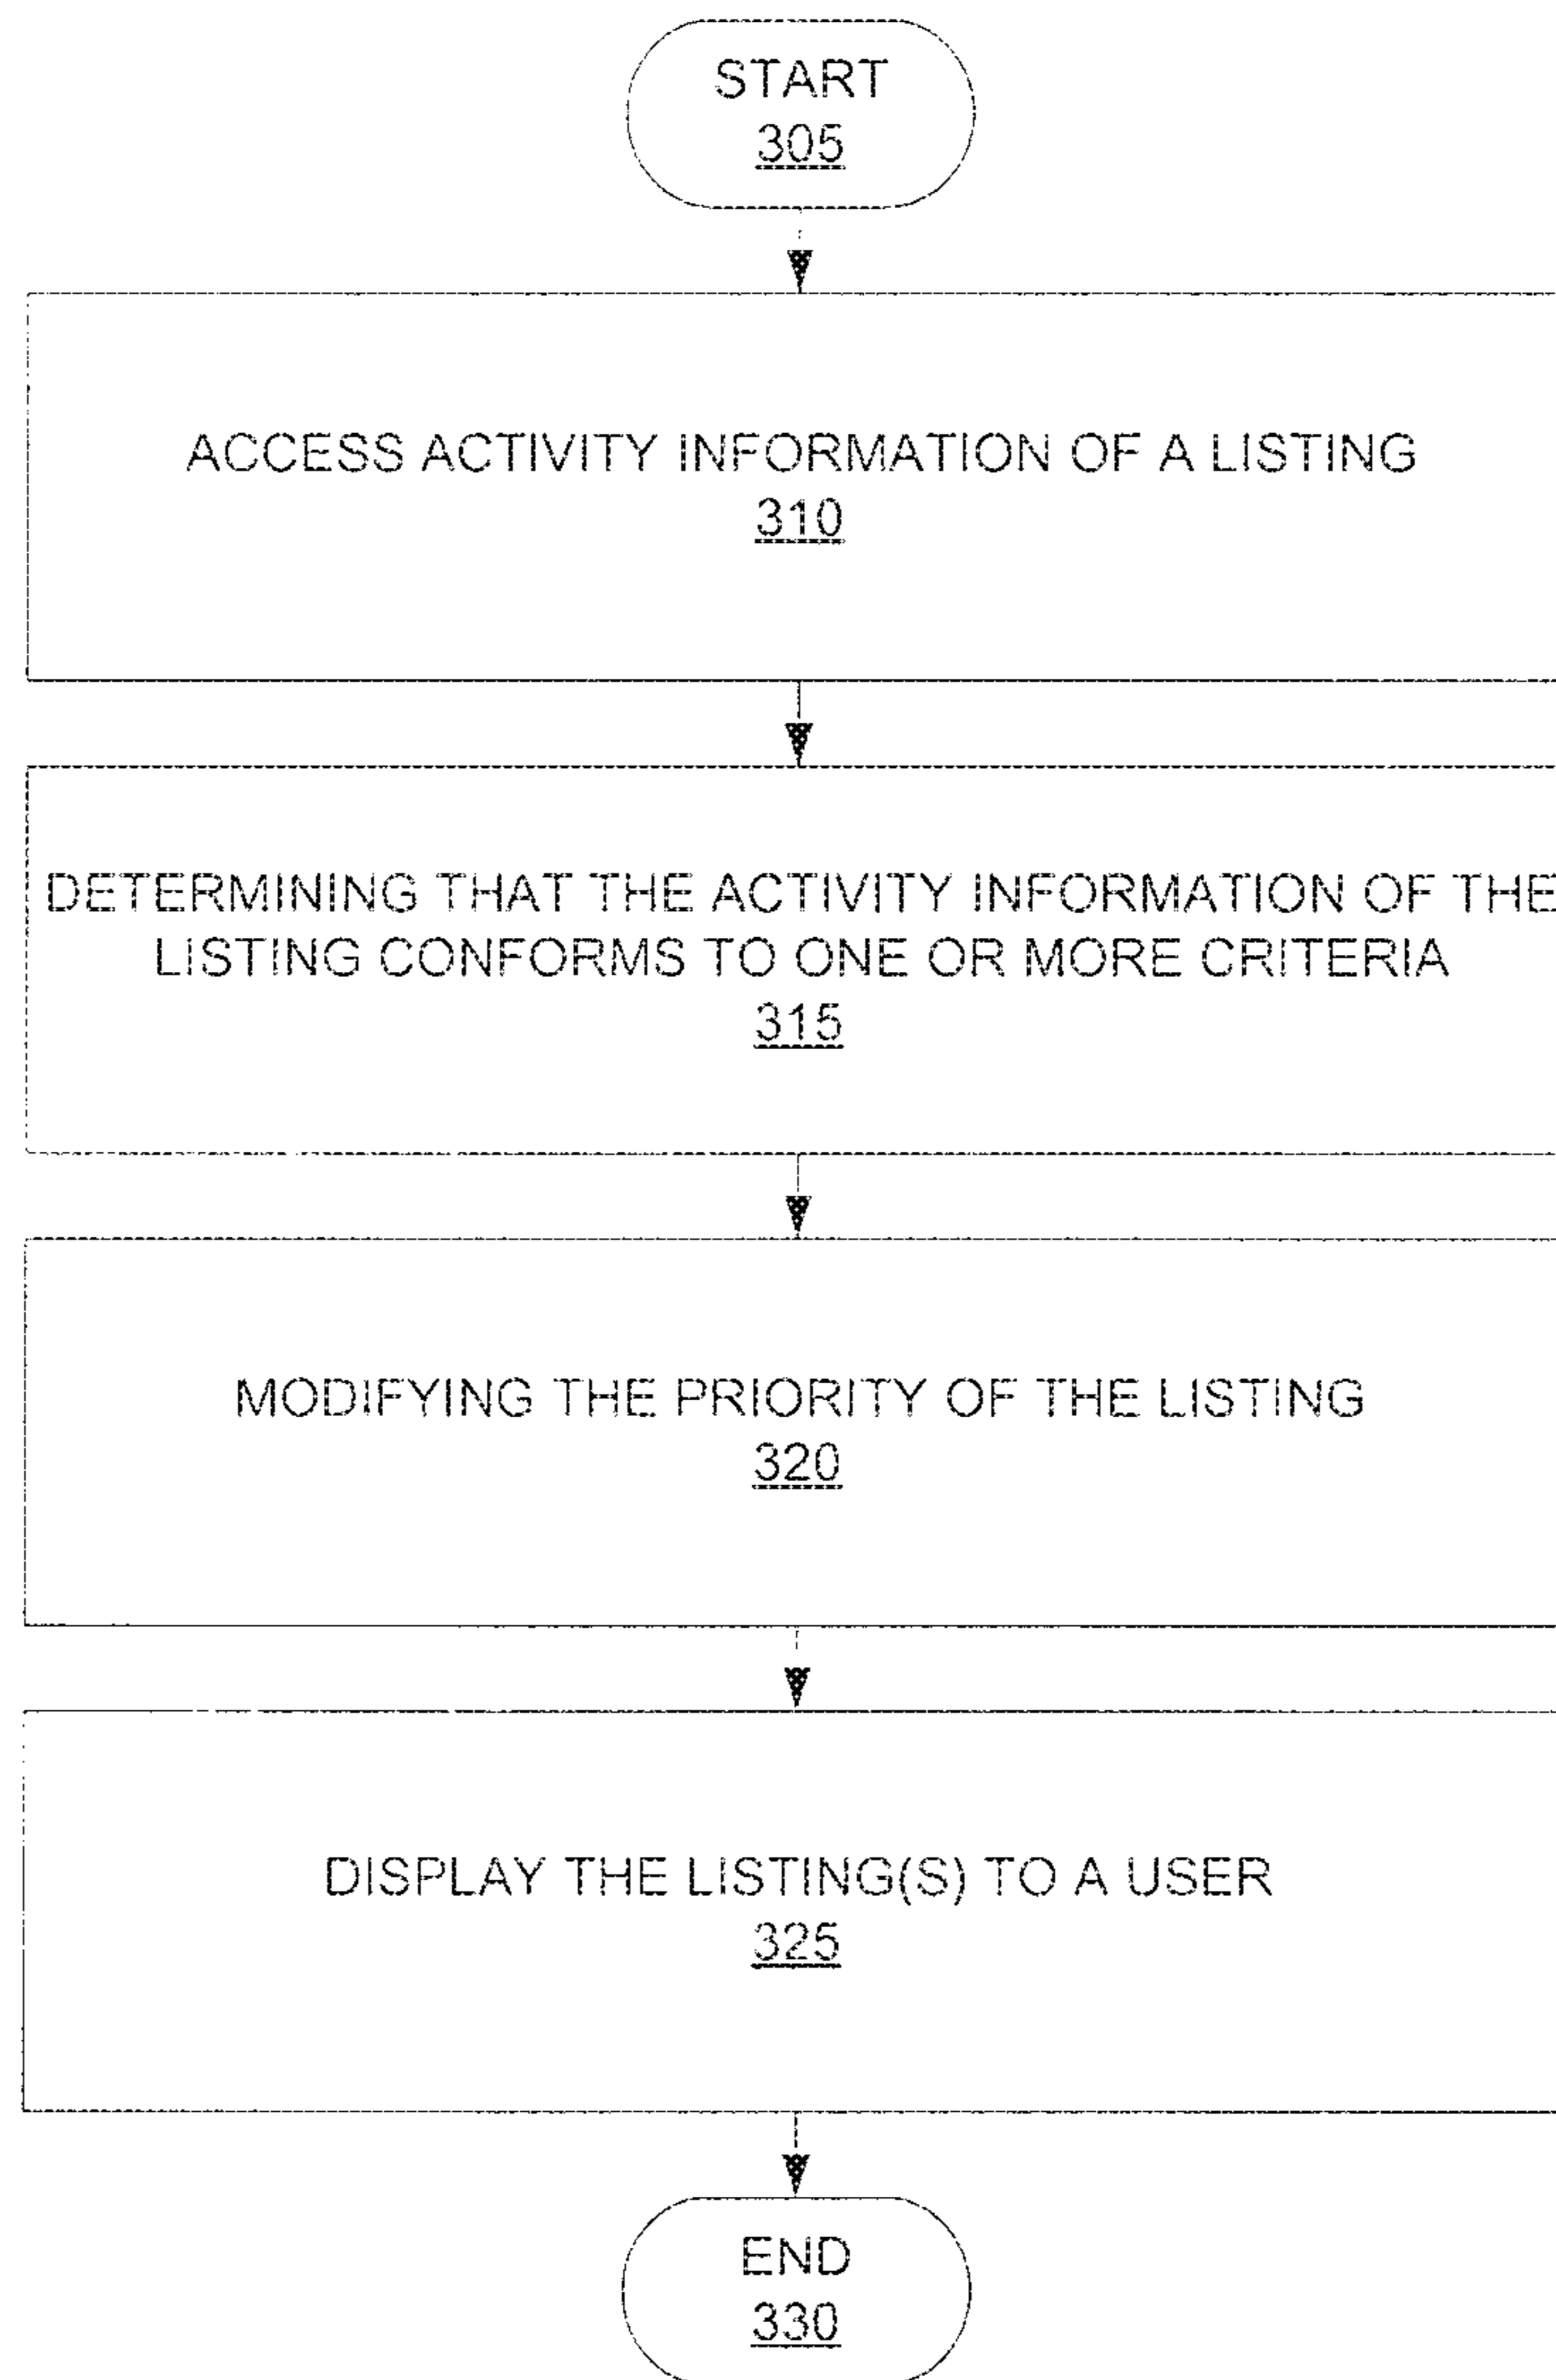 START
305
ACCESS ACTIVITY INFORMATION OF A LISTING
310
DETERMINING THAT THE ACTIVITY INFORMATION OF THE
LISTING CONFORMS TO ONE OR MORE CRITERIA
315
MODIFYING THE PRIORITY OF THE LISTING
320
DISPLAY THE LISTING(S) TO A USER
325
END
330